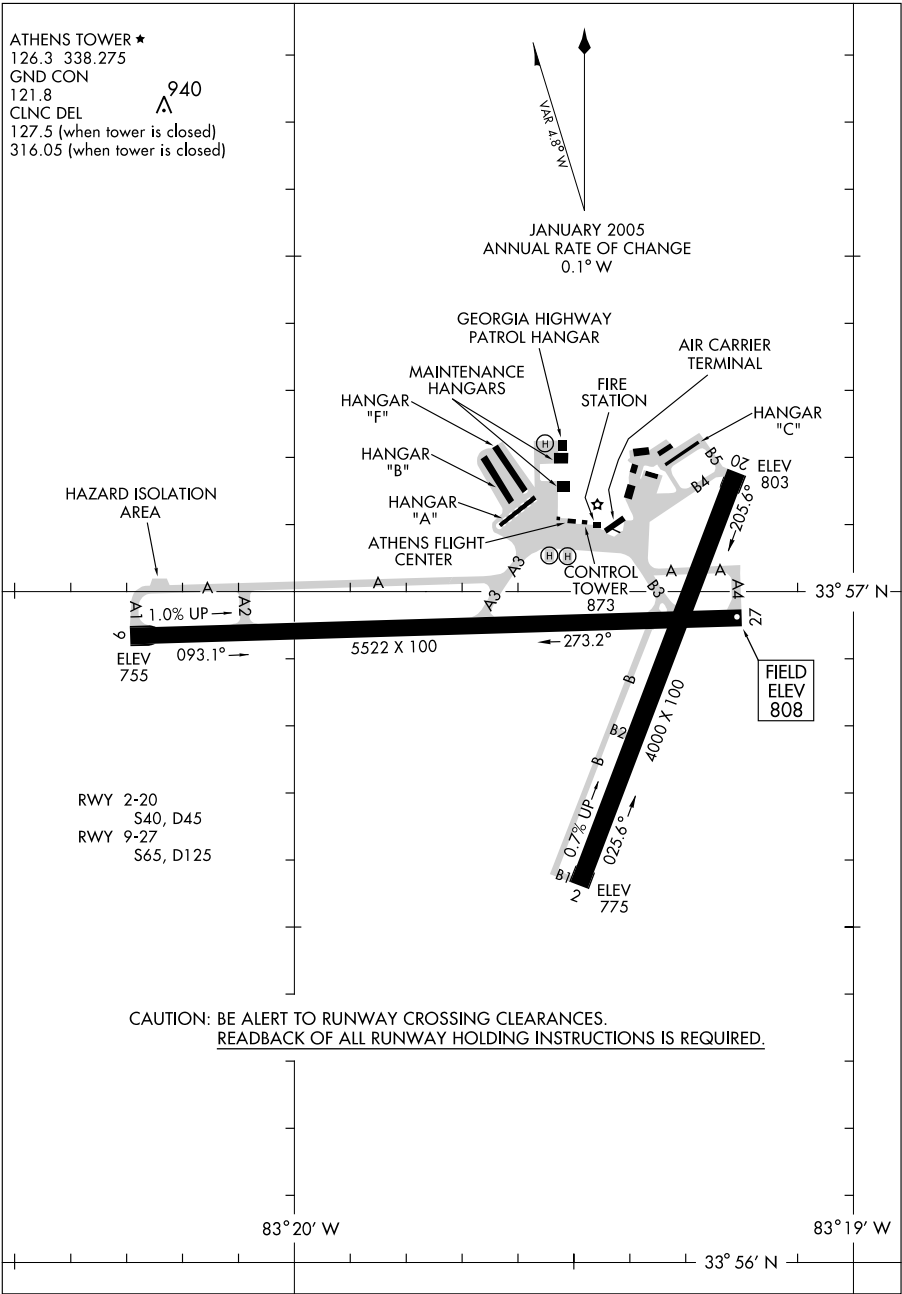 ATHENS TOWER ★
126.3 338.275
GND CON
121.8
CLNC DEL
127.5 (when tower is closed)
316.05 (when tower is closed)
940
VAR 4.8° W
JANUARY 2005
ANNUAL RATE OF CHANGE
0.1° W
GEORGIA HIGHWAY
PATROL HANGAR
AIR CARRIER
TERMINAL
MAINTENANCE
HANGARS
FIRE
STATION
HANGAR
"F"
HANGAR
"C"
H
HANGAR
"B"
B5
20
ELEV
803
B4
HAZARD ISOLATION
AREA
HANGAR
"A"
205.6°
ATHENS FLIGHT
CENTER
H H
CONTROL
TOWER
873
A3
A
A
A
A
A4
B3
33°57' N
A1
1.0% UP
A2
A3
9
27
ELEV
755
093.1°
5522 X 100
273.2°
FIELD
ELEV
808
B
B2
4000 X 100
B
RWY 2-20
S40, D45
RWY 9-27
S65, D125
0.7% UP
025.6°
B1
2
ELEV
775
CAUTION: BE ALERT TO RUNWAY CROSSING CLEARANCES.
READBACK OF ALL RUNWAY HOLDING INSTRUCTIONS IS REQUIRED.
83°20' W
83°19' W
33°56' N